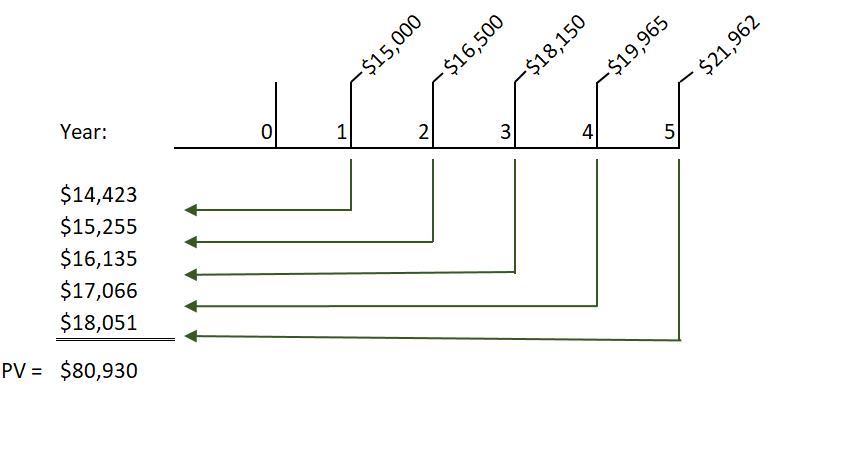 $15,000 $16,500 $18,150 $19,965 $21,962
Year: 0 1 2 3 4 5
$14,423
$15,255
$16,135
$17,066
$18,051
PV = $80,930